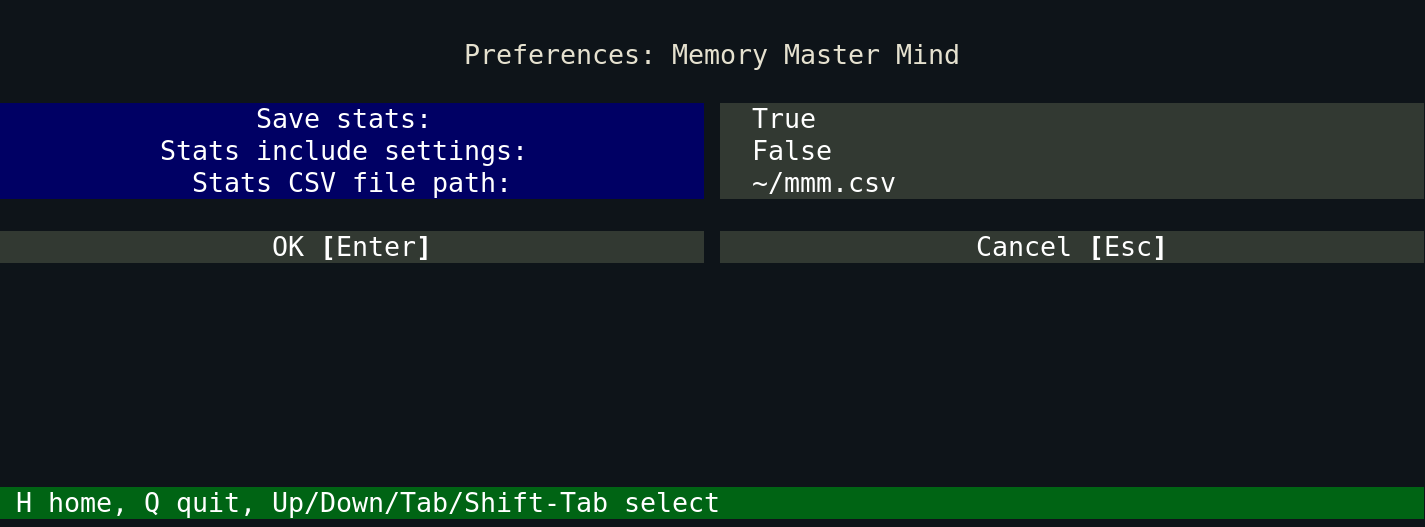 Preferences: Memory Master Mind
Save stats: True
Stats include settings: False
Stats CSV file path: ~/mmm.csv
OK [Enter] Cancel [Esc]
H home, Q quit, Up/Down/Tab/Shift-Tab select